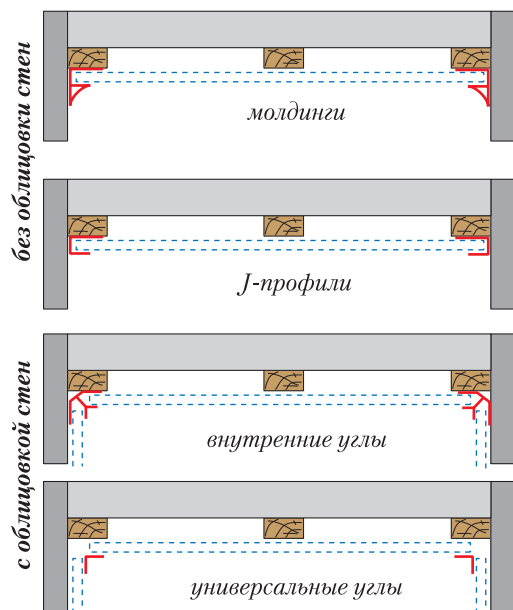 без облицовки стен
молдинги
J-профили
с облицовкой стен
внутренние углы
универсальные углы